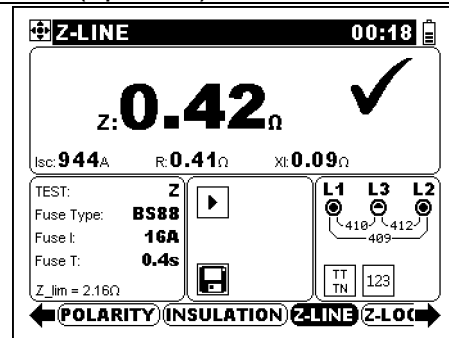 Z-LINE 00:18
Z: 0.42Ω
Isc: 944A R: 0.41Ω Xl: 0.09Ω
TEST: Z
Fuse Type: BS88
Fuse I: 16A
Fuse T: 0.4s
Z_lim = 2.16Ω
L1 L3 L2
410 412
409
TT
TN
123
POLARITY INSULATION Z-LINE Z-LOO